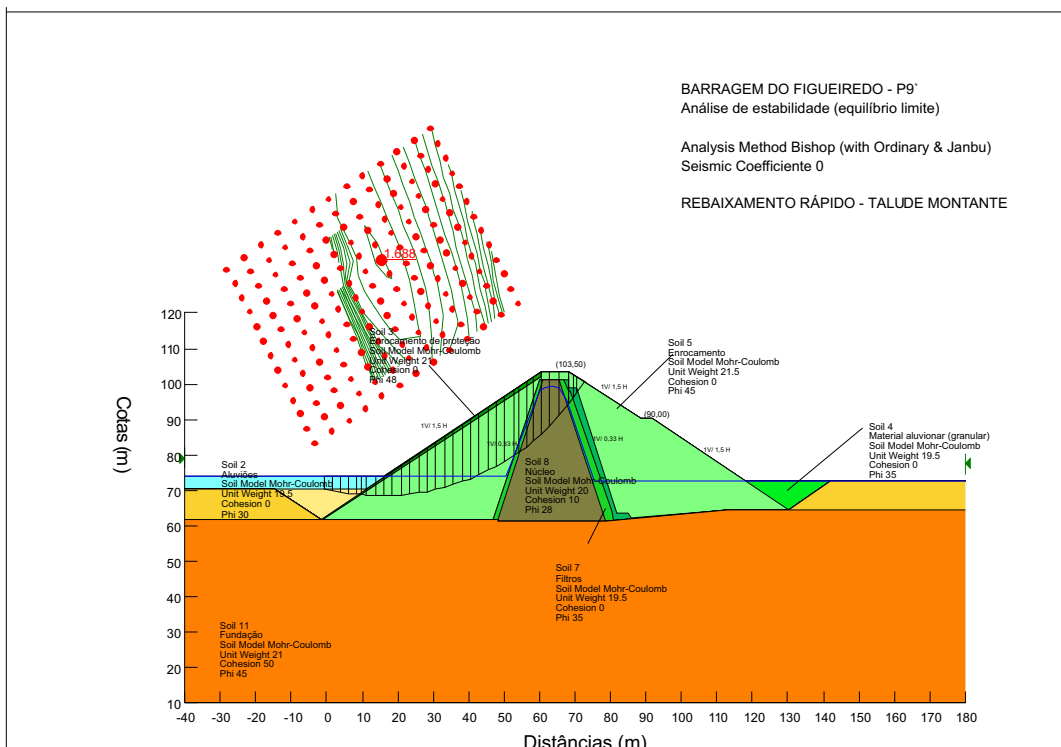 BARRAGEM DO FIGUEIREDO - P9`
Análise de estabilidade (equilíbrio limite)
Analysis Method Bishop (with Ordinary & Janbu)
Seismic Coefficiente 0
REBAIXAMENTO RÁPIDO - TALUDE MONTANTE
1.688
Soil 3
Enrocamento de proteção
Soil Model Mohr-Coulomb
Unit Weight 21
Cohesion 0
Phi 48
(103,50)
Soil 5
Enrocamento
Soil Model Mohr-Coulomb
Unit Weight 21.5
Cohesion 0
Phi 45
1V/ 1,5 H
(90,00)
1V/ 1,5 H
1V/ 0,33 H
1V/ 0,33 H
1V/ 1,5 H
Soil 4
Material aluvionar (granular)
Soil Model Mohr-Coulomb
Unit Weight 19.5
Cohesion 0
Phi 35
Soil 2
Aluviões
Soil Model Mohr-Coulomb
Unit Weight 19.5
Cohesion 0
Phi 30
Soil 8
Núcleo
Soil Model Mohr-Coulomb
Unit Weight 20
Cohesion 10
Phi 28
Soil 7
Filtros
Soil Model Mohr-Coulomb
Unit Weight 19.5
Cohesion 0
Phi 35
Soil 11
Fundação
Soil Model Mohr-Coulomb
Unit Weight 21
Cohesion 50
Phi 45
Cotas (m)
120
110
100
90
80
70
60
50
40
30
20
10
-40 -30 -20 -10 0 10 20 30 40 50 60 70 80 90 100 110 120 130 140 150 160 170 180
Distâncias (m)